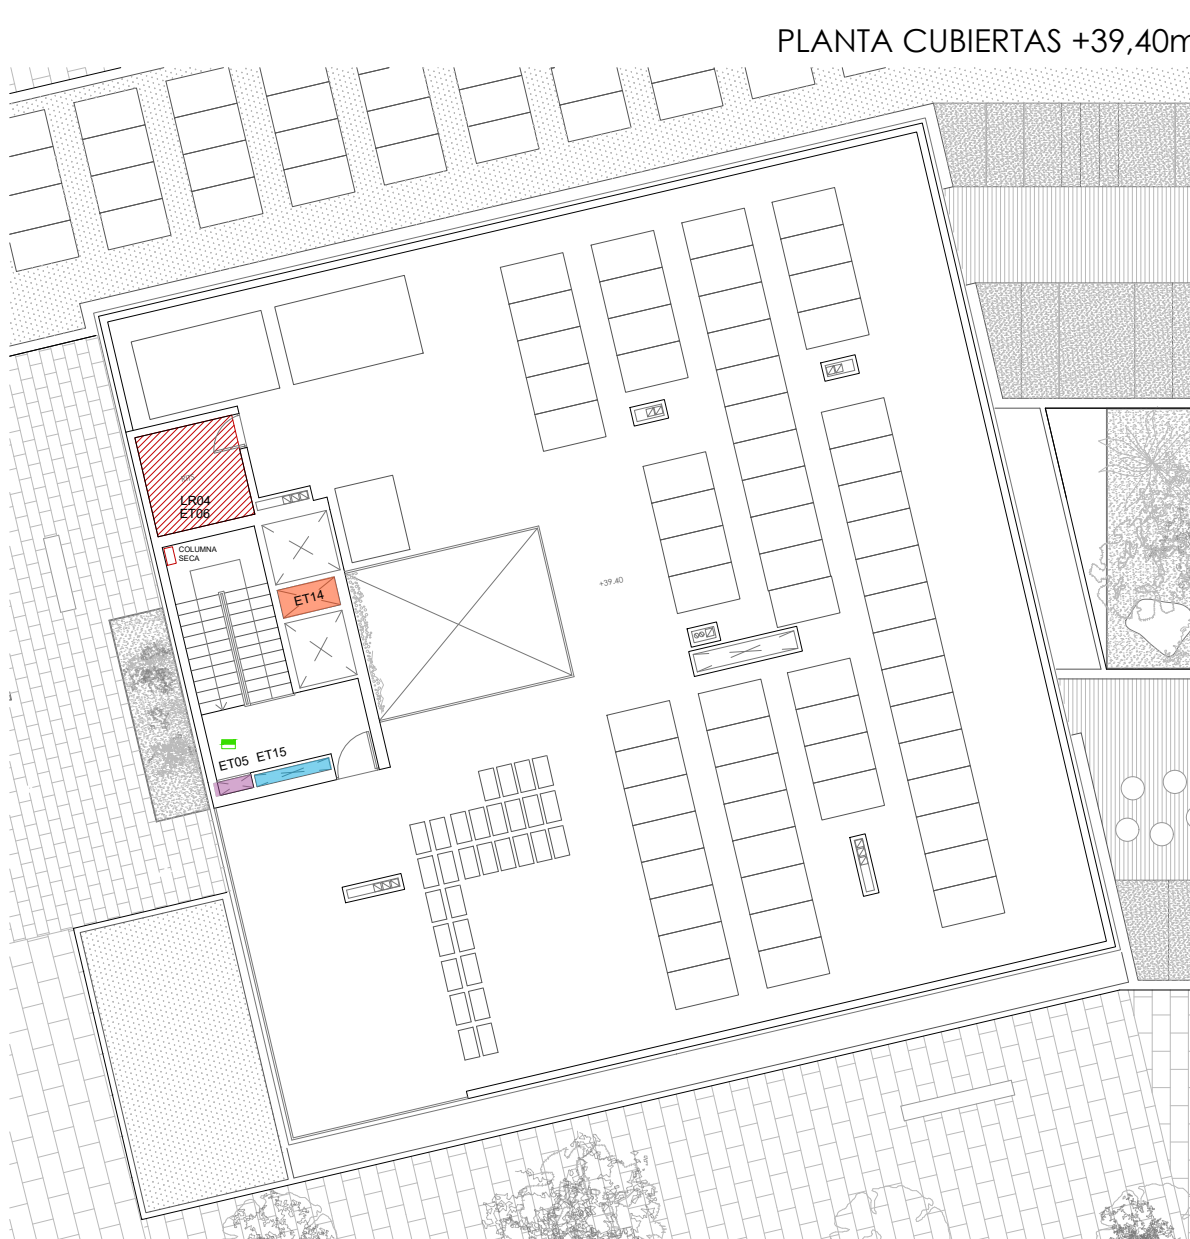 PLANTA CUBIERTAS +39,40m
LR04
ET06
COLUMNA
SECA
ET14
+39.40
ET05 ET15